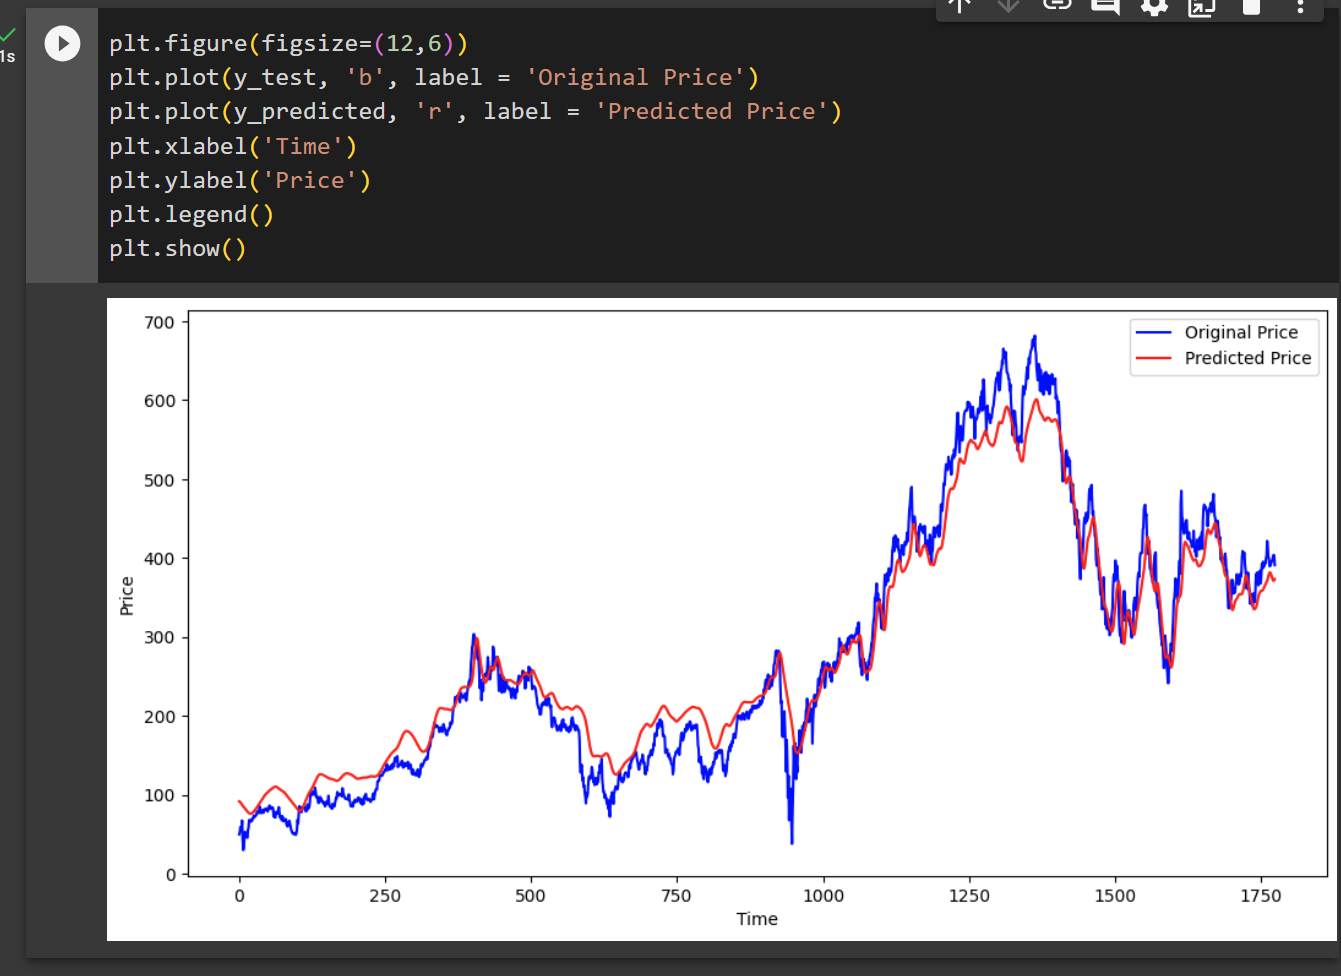 1s
plt.figure(figsize=(12,6))
plt.plot(y_test, 'b', label = 'Original Price')
plt.plot(y_predicted, 'r', label = 'Predicted Price')
plt.xlabel('Time')
plt.ylabel('Price')
plt.legend()
plt.show()
700
600
500
400
300
200
100
0
Price
Original Price
Predicted Price
0 250 500 750 1000 1250 1500 1750
Time